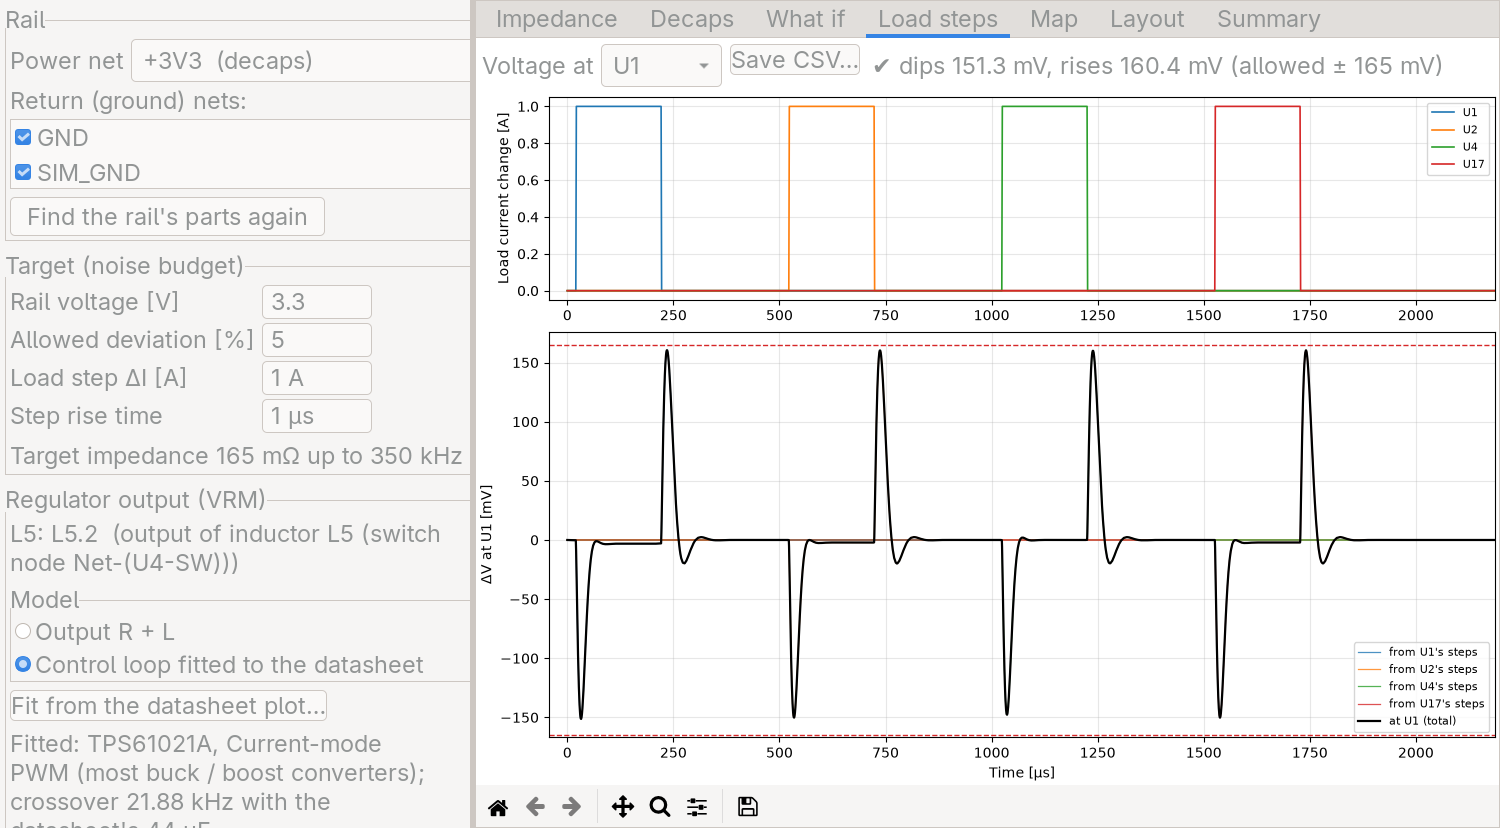 Rail
Power net +3V3 (decaps)
Return (ground) nets:
GND
SIM_GND
Find the rail's parts again
Target (noise budget)
Rail voltage [V] 3.3
Allowed deviation [%] 5
Load step ΔI [A] 1 A
Step rise time 1 µs
Target impedance 165 mΩ up to 350 kHz
Regulator output (VRM)
L5: L5.2 (output of inductor L5 (switch
node Net-(U4-SW)))
Model
Output R + L
Control loop fitted to the datasheet
Fit from the datasheet plot...
Fitted: TPS61021A, Current-mode
PWM (most buck / boost converters);
crossover 21.88 kHz with the
datasheet's 44 µF
Impedance Decaps What if Load steps Map Layout Summary
Voltage at U1 Save CSV... ✔ dips 151.3 mV, rises 160.4 mV (allowed ± 165 mV)
Load current change [A]
1.0
0.8
0.6
0.4
0.2
0.0
0 250 500 750 1000 1250 1500 1750 2000
U1
U2
U4
U17
ΔV at U1 [mV]
150
100
50
0
−50
−100
−150
0 250 500 750 1000 1250 1500 1750 2000
Time [µs]
from U1's steps
from U2's steps
from U4's steps
from U17's steps
at U1 (total)